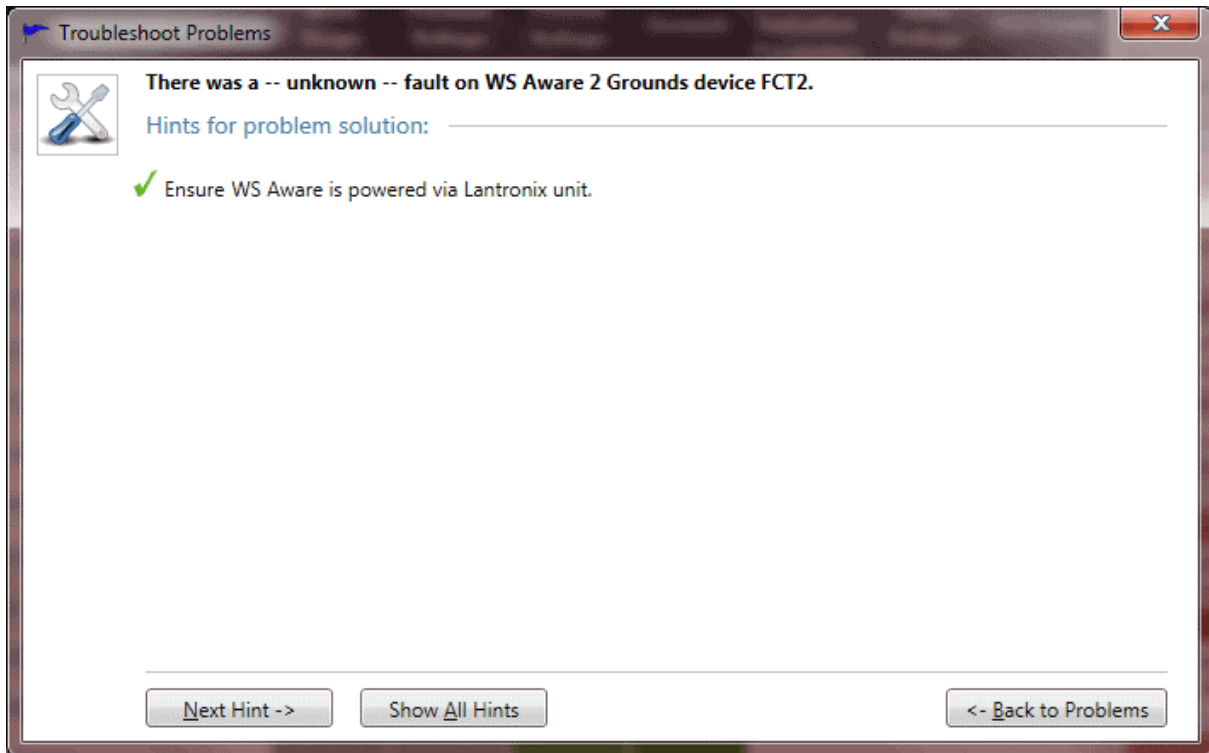 Troubleshoot Problems
There was a -- unknown -- fault on WS Aware 2 Grounds device FCT2.
Hints for problem solution:
Ensure WS Aware is powered via Lantronix unit.
Next Hint -> Show All Hints <- Back to Problems